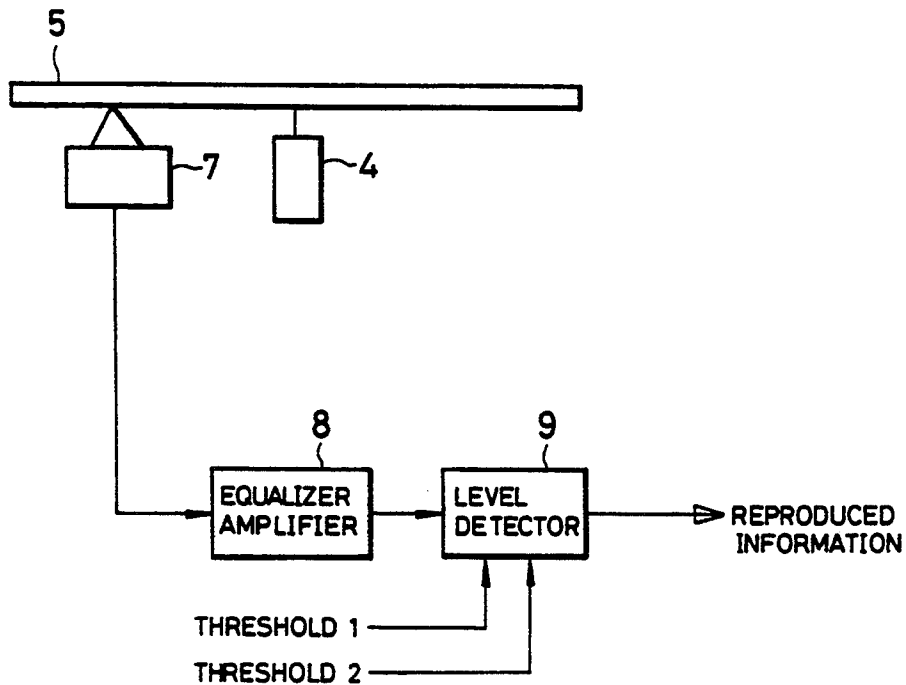 5
7
4
8
9
EQUALIZER
AMPLIFIER
LEVEL
DETECTOR
REPRODUCED
INFORMATION
THRESHOLD 1
THRESHOLD 2